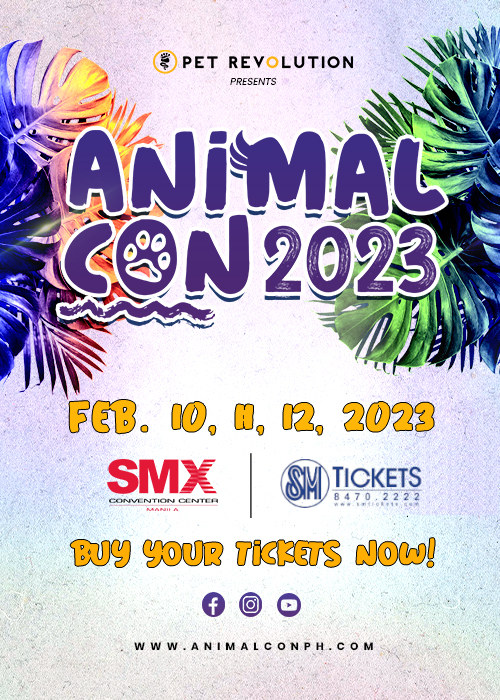 PET REVOLUTION
PRESENTS
ANIMAL
CON 2023
FEB. 10, 11, 12, 2023
SMX
CONVENTION CENTER
MANILA
SM TICKETS
8470.2222
www.smtickets.com
BUY YOUR TICKETS NOW!
WWW.ANIMALCONPH.COM